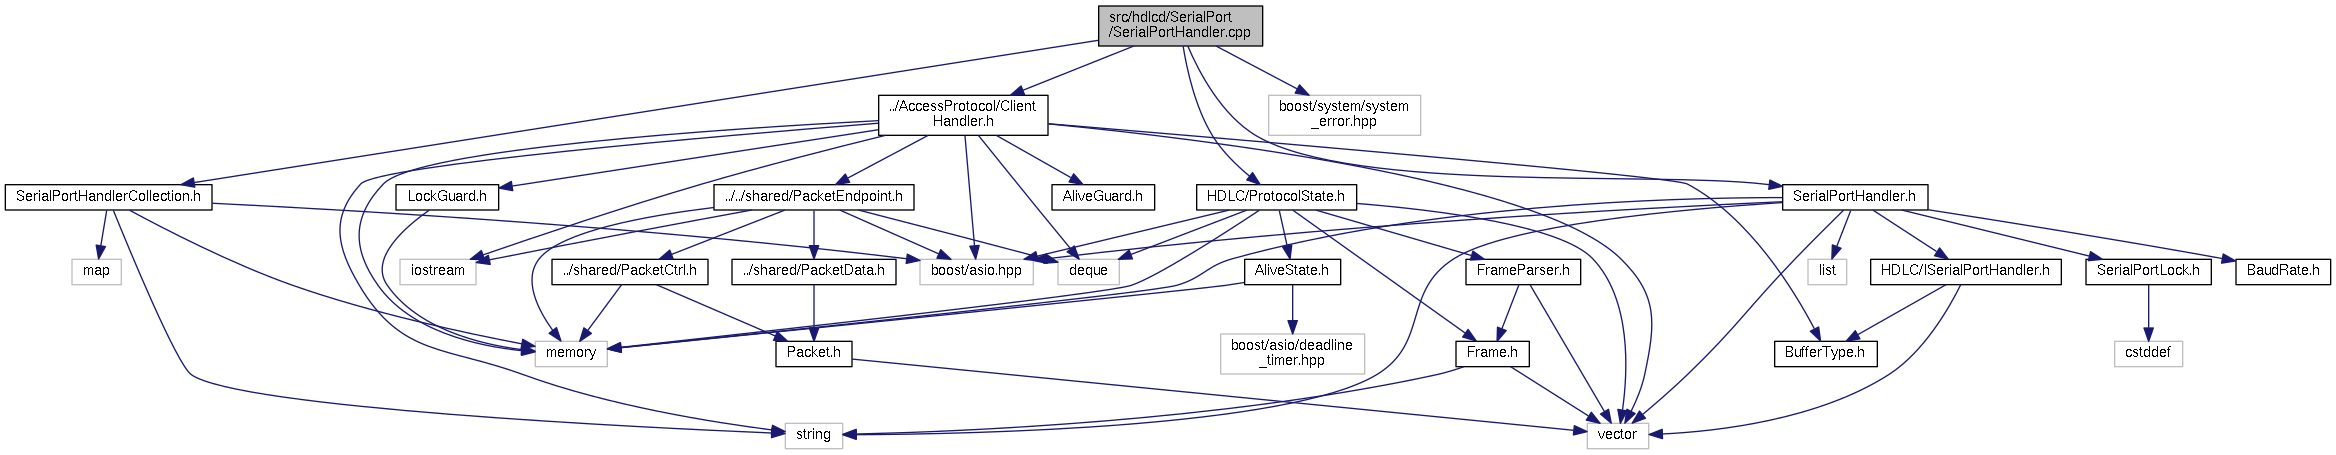 src/hdlcd/SerialPort
/SerialPortHandler.cpp
../AccessProtocol/Client
Handler.h
boost/system/system
_error.hpp
SerialPortHandlerCollection.h
LockGuard.h
../../shared/PacketEndpoint.h
AliveGuard.h
HDLC/ProtocolState.h
SerialPortHandler.h
map
iostream
../shared/PacketCtrl.h
../shared/PacketData.h
boost/asio.hpp
deque
AliveState.h
FrameParser.h
list
HDLC/ISerialPortHandler.h
SerialPortLock.h
BaudRate.h
memory
Packet.h
boost/asio/deadline
_timer.hpp
Frame.h
BufferType.h
cstddef
string
vector